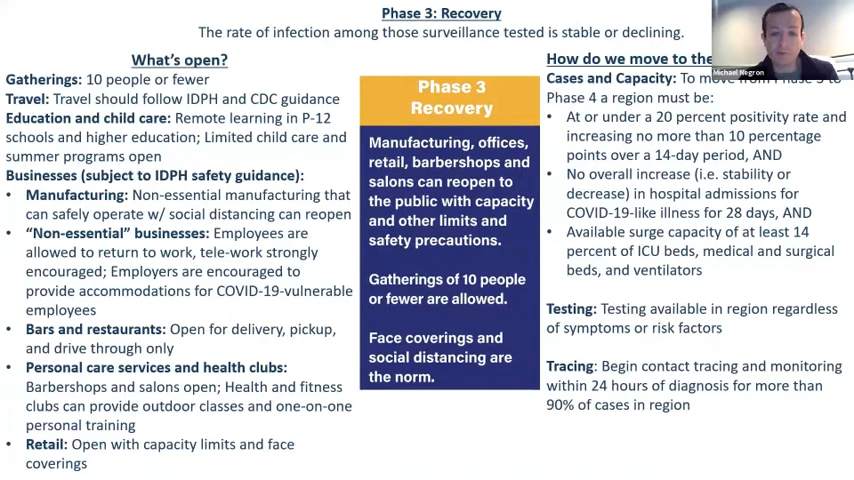 Phase 3: Recovery
The rate of infection among those surveillance tested is stable or declining.
What's open?
Gatherings: 10 people or fewer
Travel: Travel should follow IDPH and CDC guidance
Education and child care: Remote learning in P-12
schools and higher education; Limited child care and
summer programs open
Businesses (subject to IDPH safety guidance):
• Manufacturing: Non-essential manufacturing that
can safely operate w/ social distancing can reopen
• “Non-essential” businesses: Employees are
allowed to return to work, tele-work strongly
encouraged; Employers are encouraged to
provide accommodations for COVID-19-vulnerable
employees
• Bars and restaurants: Open for delivery, pickup,
and drive through only
• Personal care services and health clubs:
Barbershops and salons open; Health and fitness
clubs can provide outdoor classes and one-on-one
personal training
• Retail: Open with capacity limits and face
coverings
Phase 3
Recovery
Manufacturing, offices,
retail, barbershops and
salons can reopen to
the public with capacity
and other limits and
safety precautions.
Gatherings of 10 people
or fewer are allowed.
Face coverings and
social distancing are
the norm.
How do we move to the
Michael Negron
Cases and Capacity: To move from Phase 3 to
Phase 4 a region must be:
• At or under a 20 percent positivity rate and
increasing no more than 10 percentage
points over a 14-day period, AND
• No overall increase (i.e. stability or
decrease) in hospital admissions for
COVID-19-like illness for 28 days, AND
• Available surge capacity of at least 14
percent of ICU beds, medical and surgical
beds, and ventilators
Testing: Testing available in region regardless
of symptoms or risk factors
Tracing: Begin contact tracing and monitoring
within 24 hours of diagnosis for more than
90% of cases in region